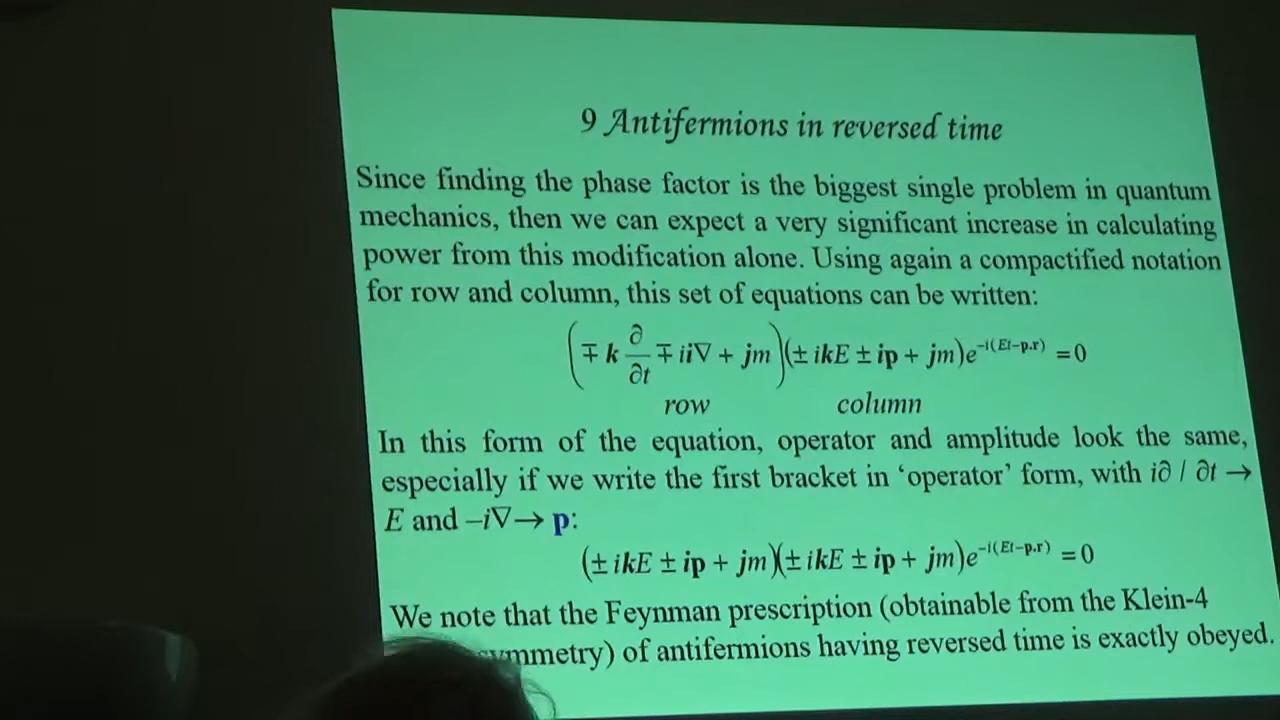 9 Antifermions in reversed time
Since finding the phase factor is the biggest single problem in quantum
mechanics, then we can expect a very significant increase in calculating
power from this modification alone. Using again a compactified notation
for row and column, this set of equations can be written:
(∓ k ∂/∂t ∓ ii∇ + jm)(± ikE ± ip + jm)e^{-i(Et-p.r)} = 0
row column
In this form of the equation, operator and amplitude look the same,
especially if we write the first bracket in ‘operator’ form, with i∂ / ∂t →
E and –i∇→ p:
(± ikE ± ip + jm)(± ikE ± ip + jm)e^{-i(Et-p.r)} = 0
We note that the Feynman prescription (obtainable from the Klein-4
symmetry) of antifermions having reversed time is exactly obeyed.